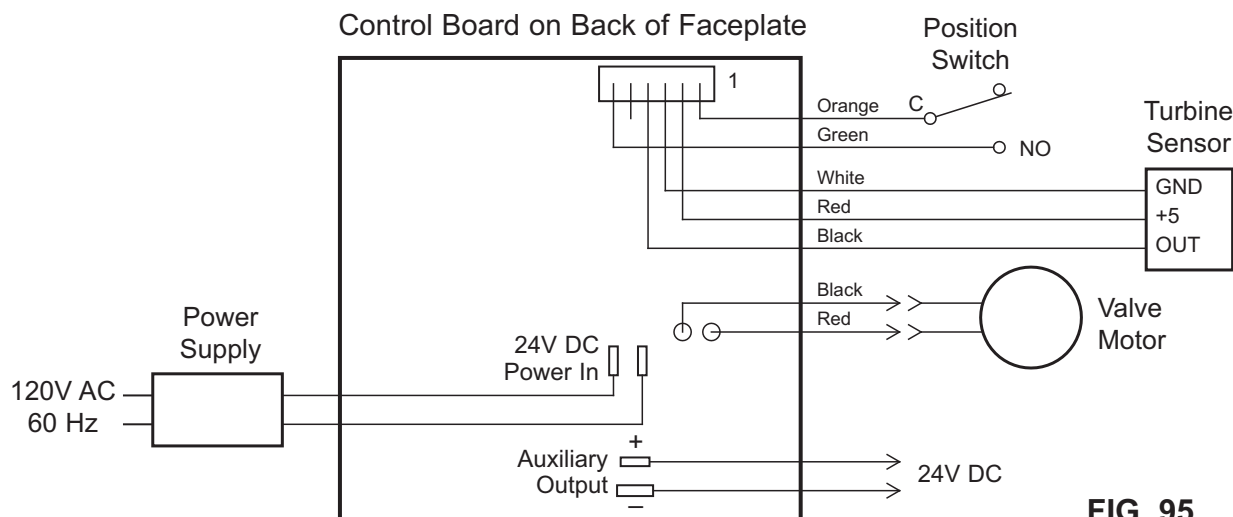 Control Board on Back of Faceplate
Position
Switch
1
Orange
C
Turbine
Sensor
Green
NO
White
GND
Red
+5
Black
OUT
Black
Red
Valve
Motor
Power
Supply
24V DC
Power In
120V AC
60 Hz
+
Auxiliary
Output
–
24V DC
FIG. 95